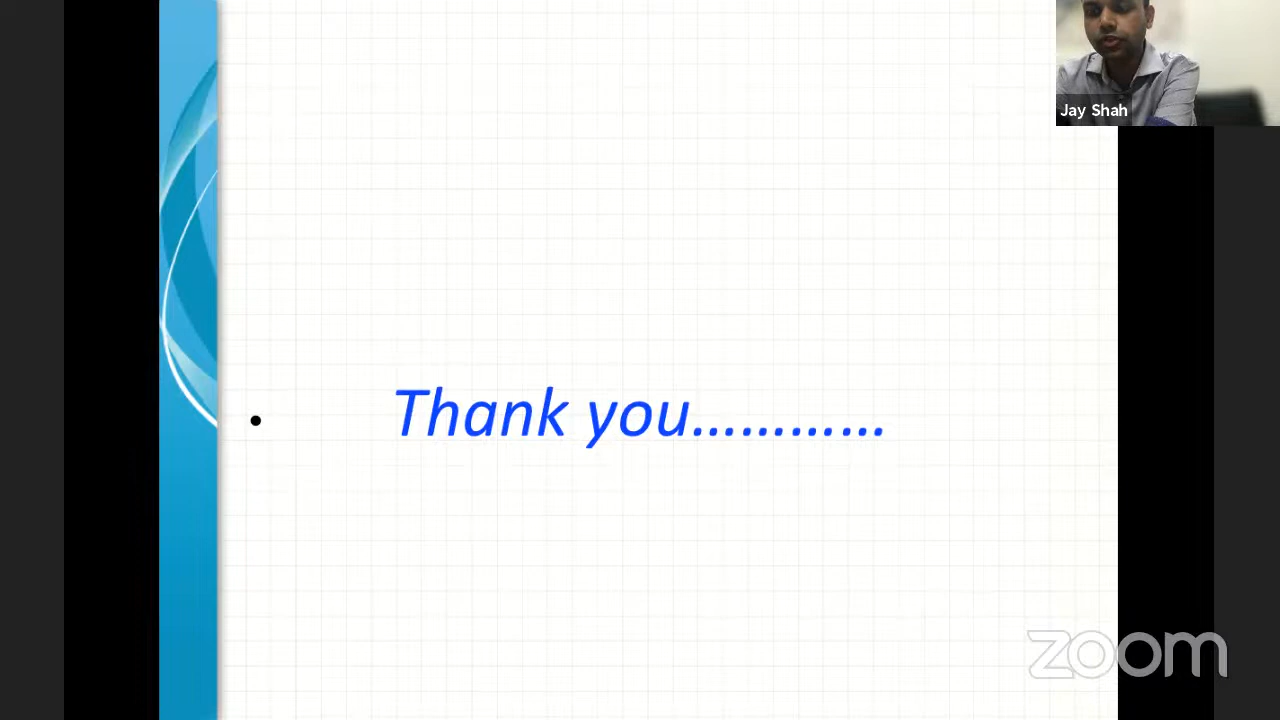 Jay Shah
• Thank you…………
zoom